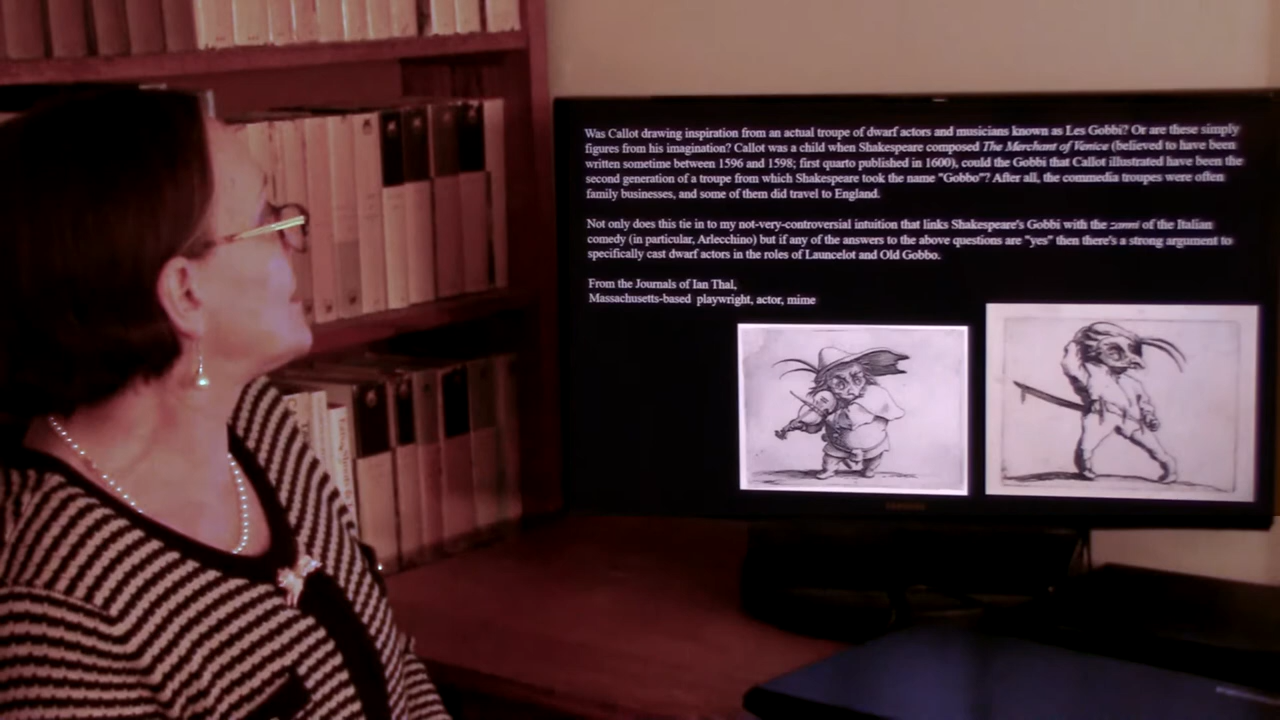 Was Callot drawing inspiration from an actual troupe of dwarf actors and musicians known as Les Gobbi? Or are these simply
figures from his imagination? Callot was a child when Shakespeare composed The Merchant of Venice (believed to have been
written sometime between 1596 and 1598; first quarto published in 1600), could the Gobbi that Callot illustrated have been the
second generation of a troupe from which Shakespeare took the name "Gobbo"? After all, the commedia troupes were often
family businesses, and some of them did travel to England.
Not only does this tie in to my not-very-controversial intuition that links Shakespeare's Gobbi with the zanni of the Italian
comedy (in particular, Arlecchino) but if any of the answers to the above questions are "yes" then there's a strong argument to
specifically cast dwarf actors in the roles of Launcelot and Old Gobbo.
From the Journals of Ian Thal,
Massachusetts-based playwright, actor, mime